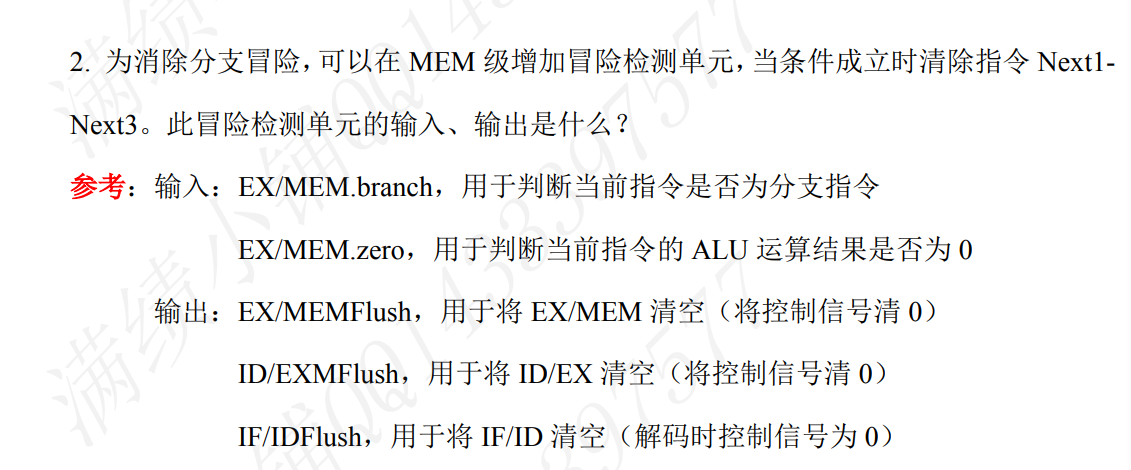 2. 为消除分支冒险，可以在 MEM 级增加冒险检测单元，当条件成立时清除指令 Next1-
Next3。此冒险检测单元的输入、输出是什么？
参考：输入：EX/MEM.branch，用于判断当前指令是否为分支指令
EX/MEM.zero，用于判断当前指令的 ALU 运算结果是否为 0
输出：EX/MEMFlush，用于将 EX/MEM 清空（将控制信号清 0）
ID/EXMFlush，用于将 ID/EX 清空（将控制信号清 0）
IF/IDFlush，用于将 IF/ID 清空（解码时控制信号为 0）